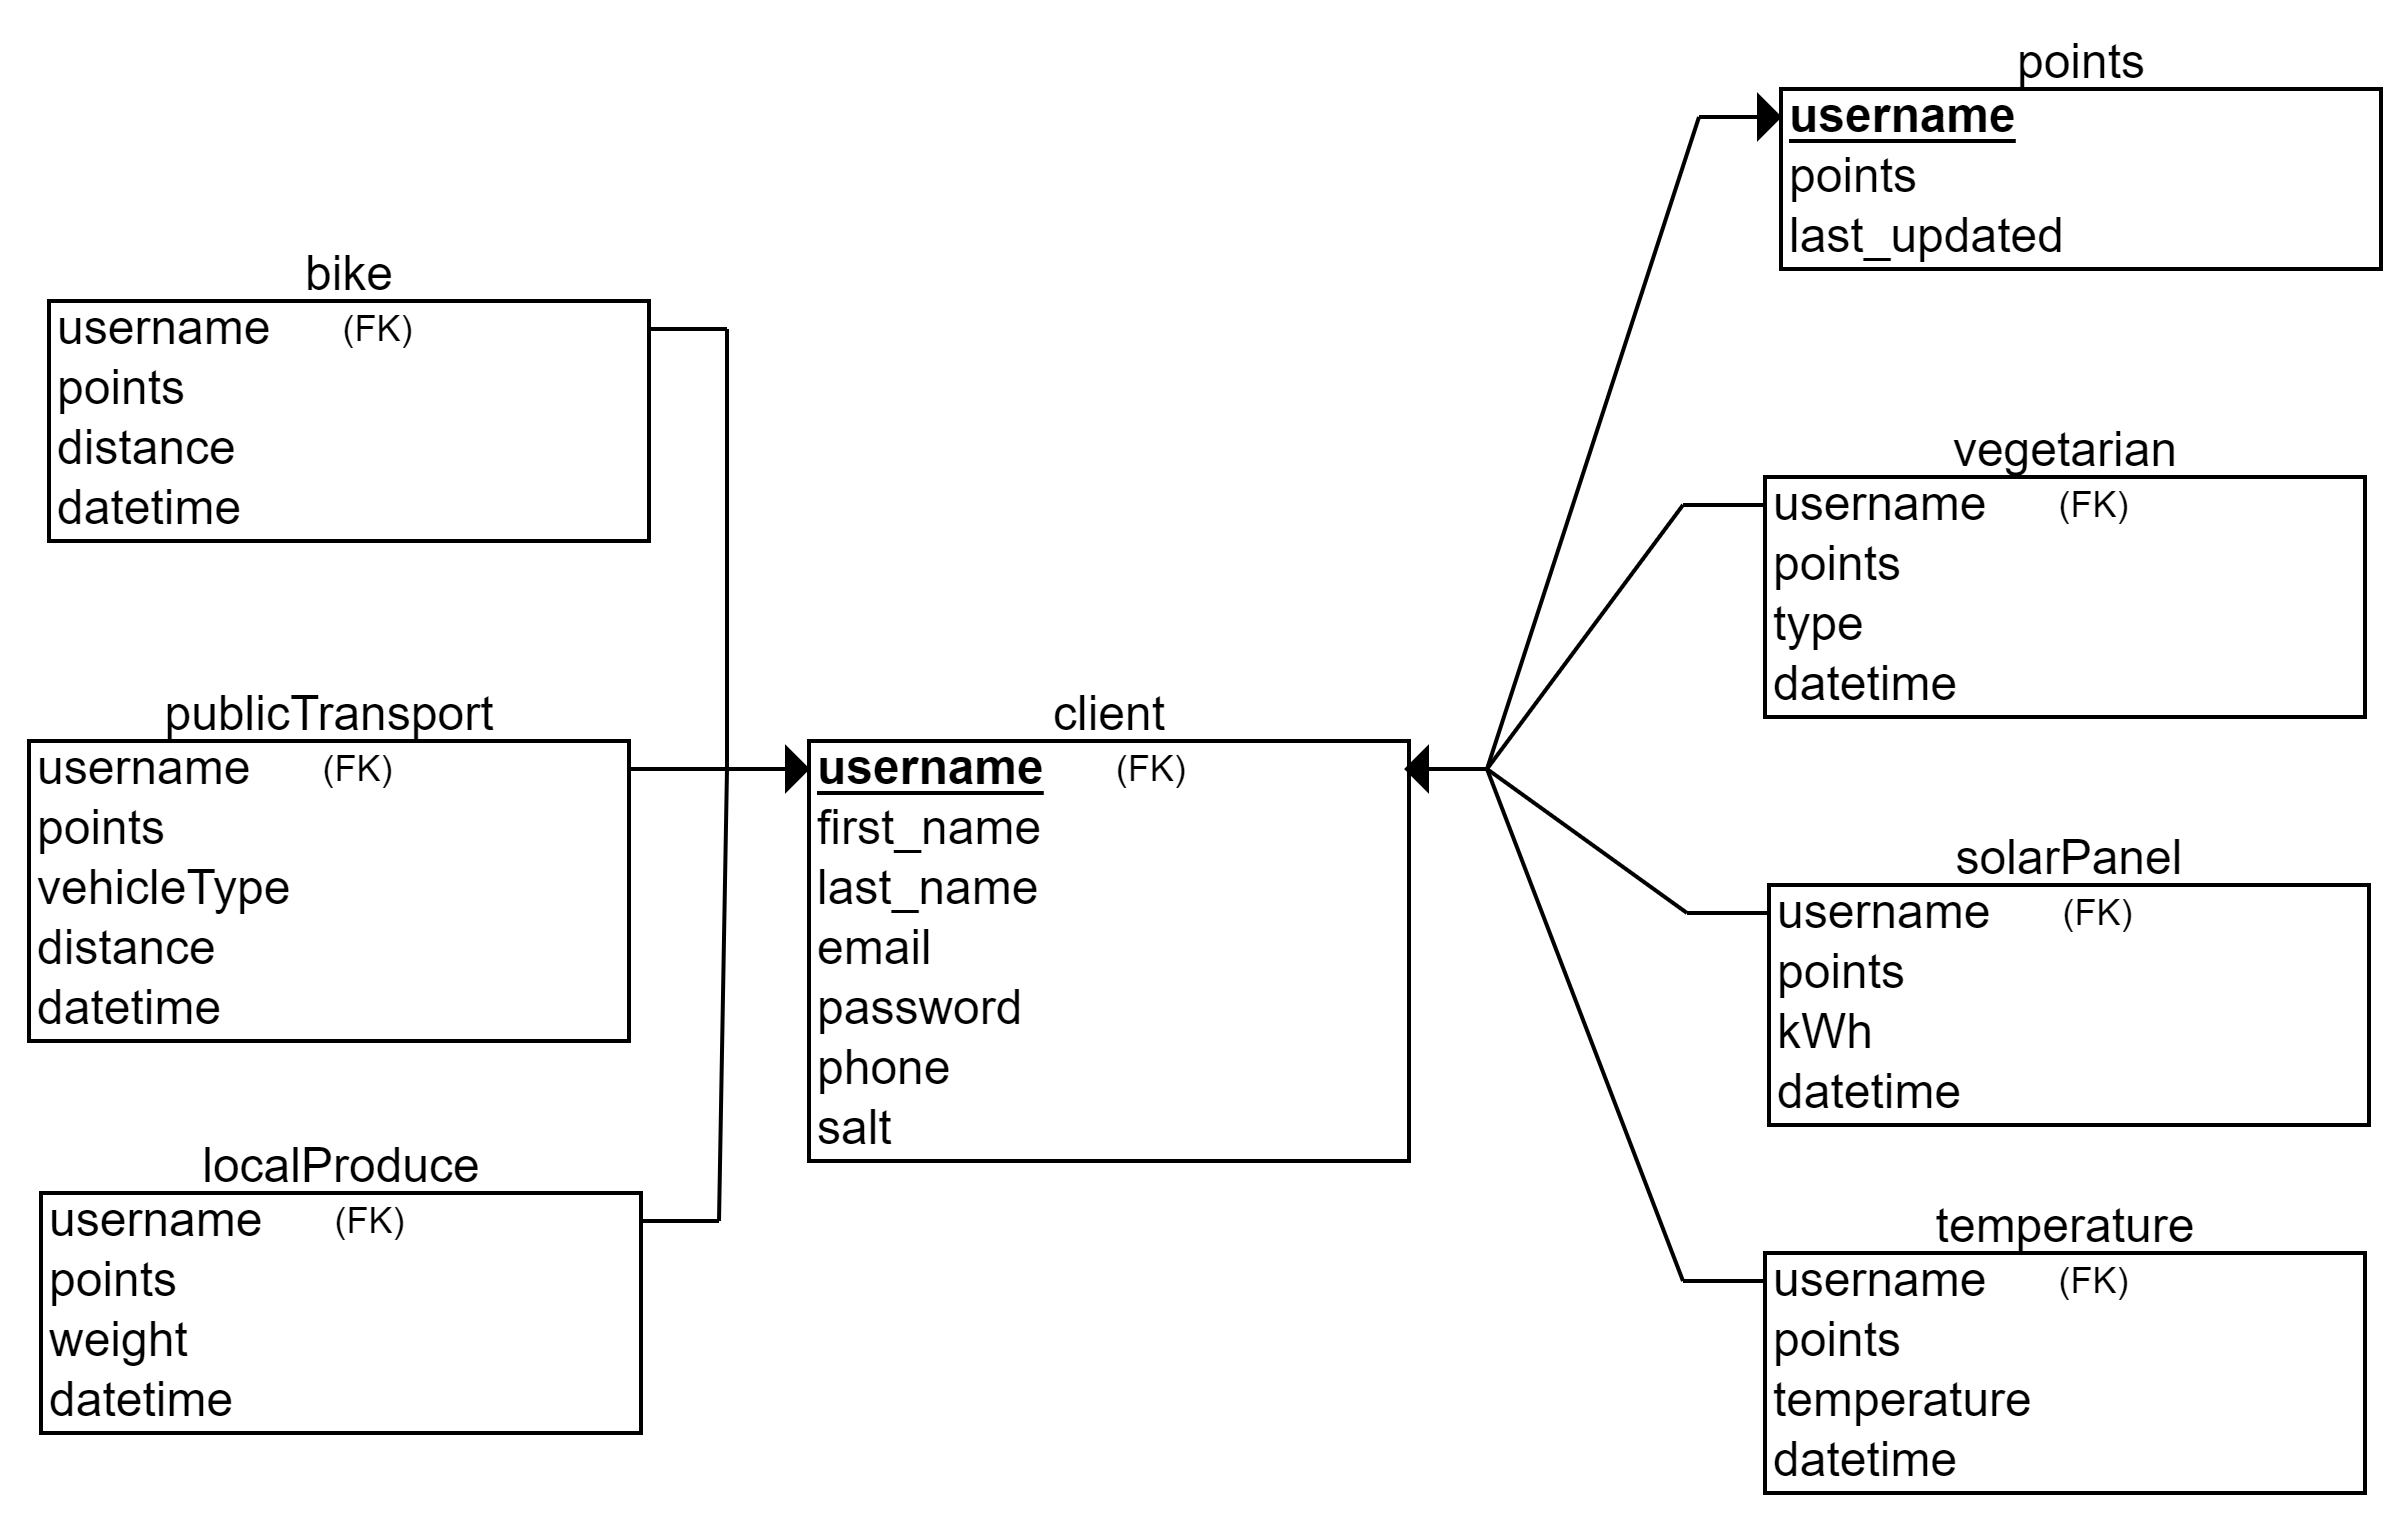 points
username
points
last_updated
bike
username (FK)
points
distance
datetime
vegetarian
username (FK)
points
type
datetime
publicTransport
username (FK)
points
vehicleType
distance
datetime
client
username (FK)
first_name
last_name
email
password
phone
salt
solarPanel
username (FK)
points
kWh
datetime
localProduce
username (FK)
points
weight
datetime
temperature
username (FK)
points
temperature
datetime